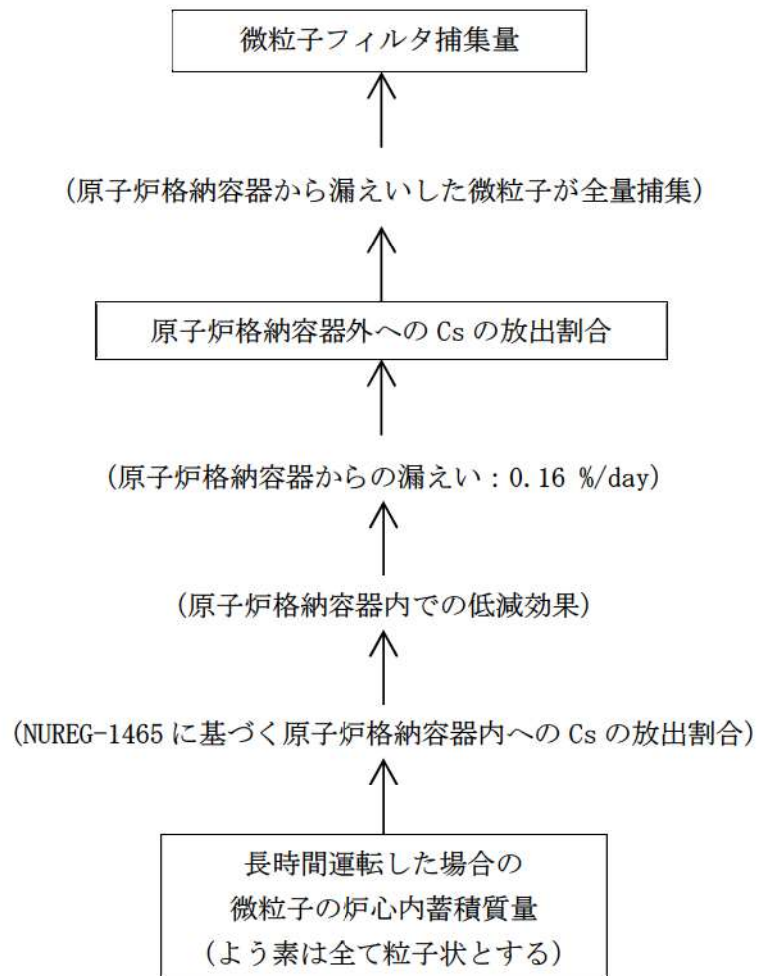 微粒子フィルタ捕集量
(原子炉格納容器から漏えいした微粒子が全量捕集)
原子炉格納容器外への Cs の放出割合
(原子炉格納容器からの漏えい：0.16 %/day)
(原子炉格納容器内での低減効果)
(NUREG-1465 に基づく原子炉格納容器内への Cs の放出割合)
長時間運転した場合の
微粒子の炉心内蓄積質量
(よう素は全て粒子状とする)